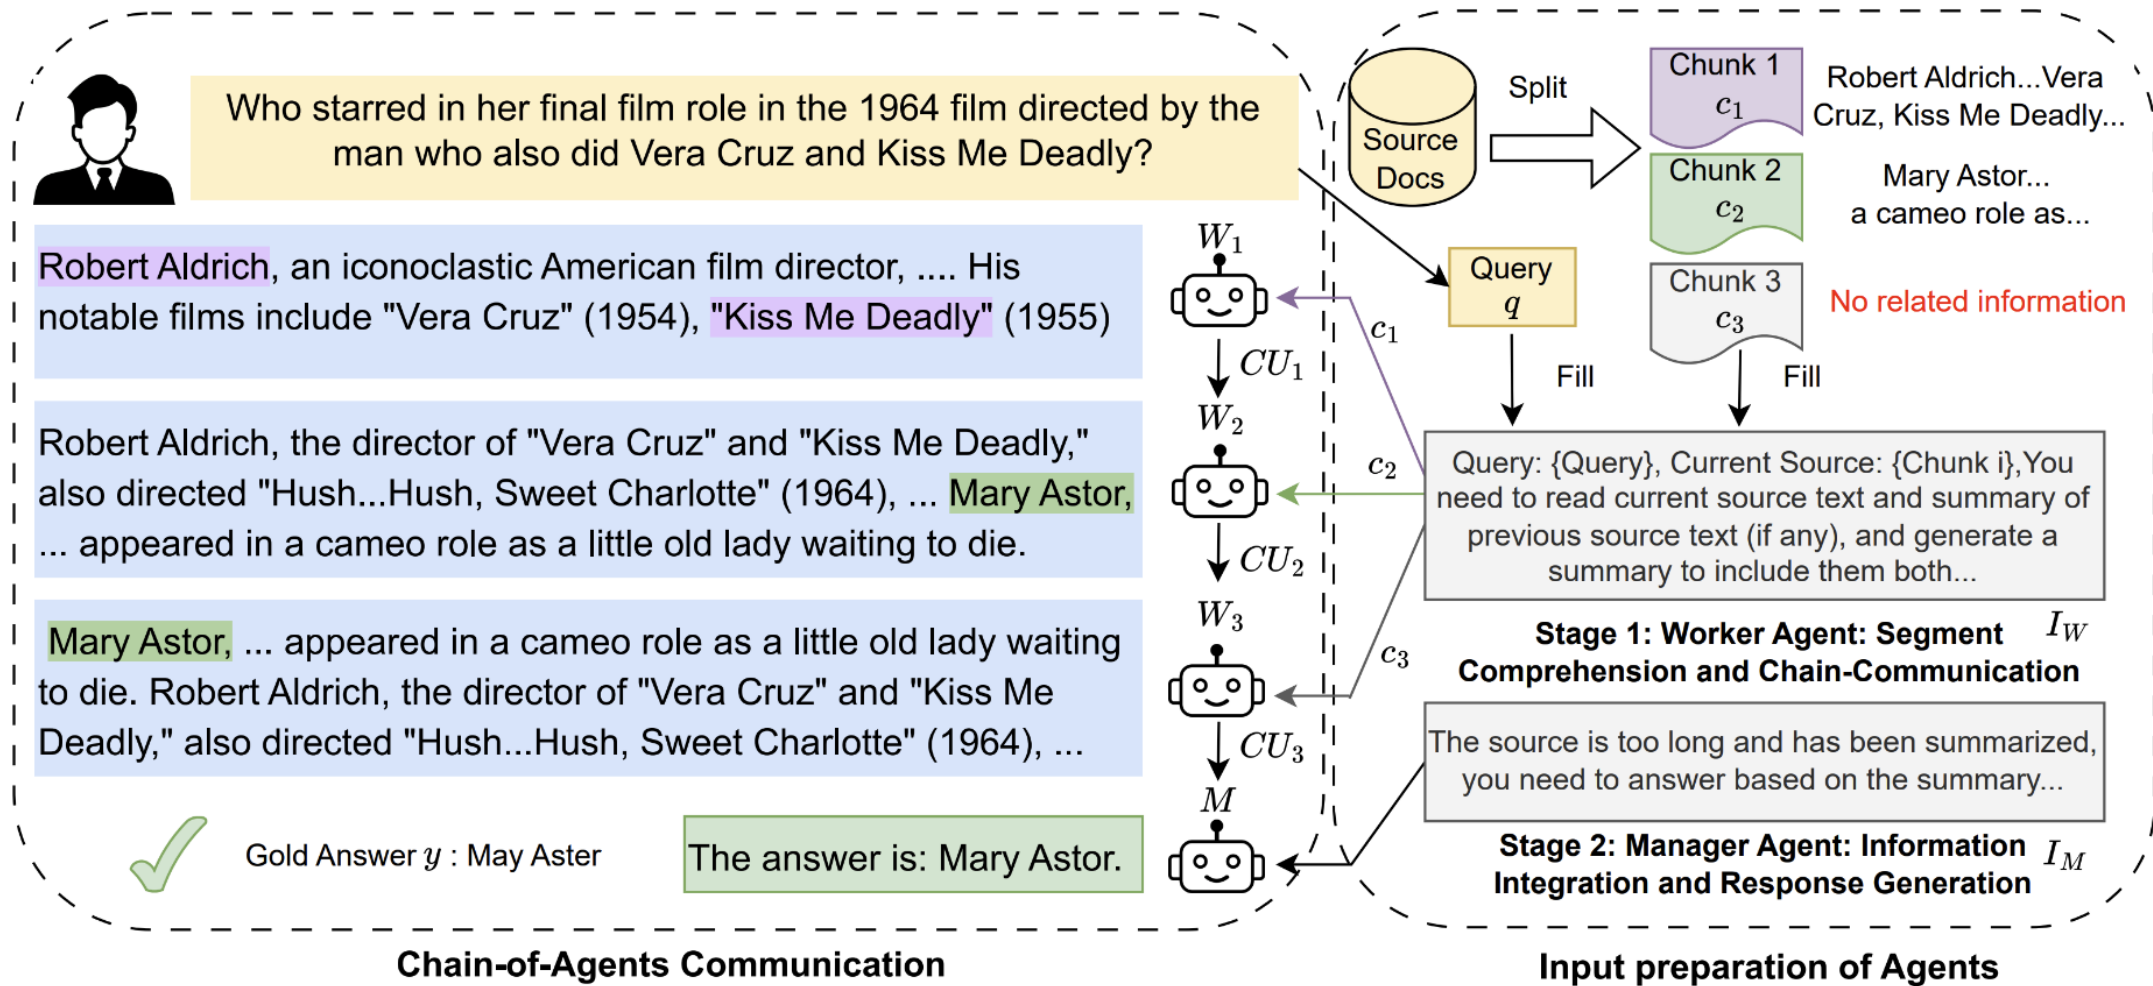 Who starred in her final film role in the 1964 film directed by the
man who also did Vera Cruz and Kiss Me Deadly?
Robert Aldrich, an iconoclastic American film director, .... His
notable films include "Vera Cruz" (1954), "Kiss Me Deadly" (1955)
Robert Aldrich, the director of "Vera Cruz" and "Kiss Me Deadly,"
also directed "Hush...Hush, Sweet Charlotte" (1964), ... Mary Astor,
... appeared in a cameo role as a little old lady waiting to die.
Mary Astor, ... appeared in a cameo role as a little old lady waiting
to die. Robert Aldrich, the director of "Vera Cruz" and "Kiss Me
Deadly," also directed "Hush...Hush, Sweet Charlotte" (1964), ...
Gold Answer y : May Aster
The answer is: Mary Astor.
W1
CU1
W2
CU2
W3
CU3
M
c1
c2
c3
Chain-of-Agents Communication
Source
Docs
Split
Chunk 1
c1
Robert Aldrich...Vera
Cruz, Kiss Me Deadly...
Chunk 2
c2
Mary Astor...
a cameo role as...
Chunk 3
c3
No related information
Query
q
Fill
Fill
Query: {Query}, Current Source: {Chunk i},You
need to read current source text and summary of
previous source text (if any), and generate a
summary to include them both...
Stage 1: Worker Agent: Segment
Comprehension and Chain-Communication
IW
The source is too long and has been summarized,
you need to answer based on the summary...
Stage 2: Manager Agent: Information
Integration and Response Generation
IM
Input preparation of Agents